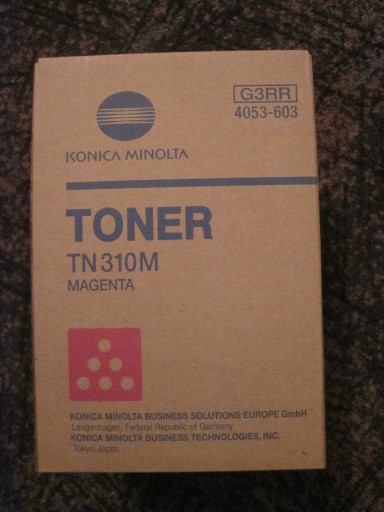 G3RR
4053-603
KONICA MINOLTA
TONER
TN310M
MAGENTA
KONICA MINOLTA BUSINESS SOLUTIONS EUROPE GmbH
Langenhagen, Federal Republic of Germany
KONICA MINOLTA BUSINESS TECHNOLOGIES, INC.
Tokyo, Japan